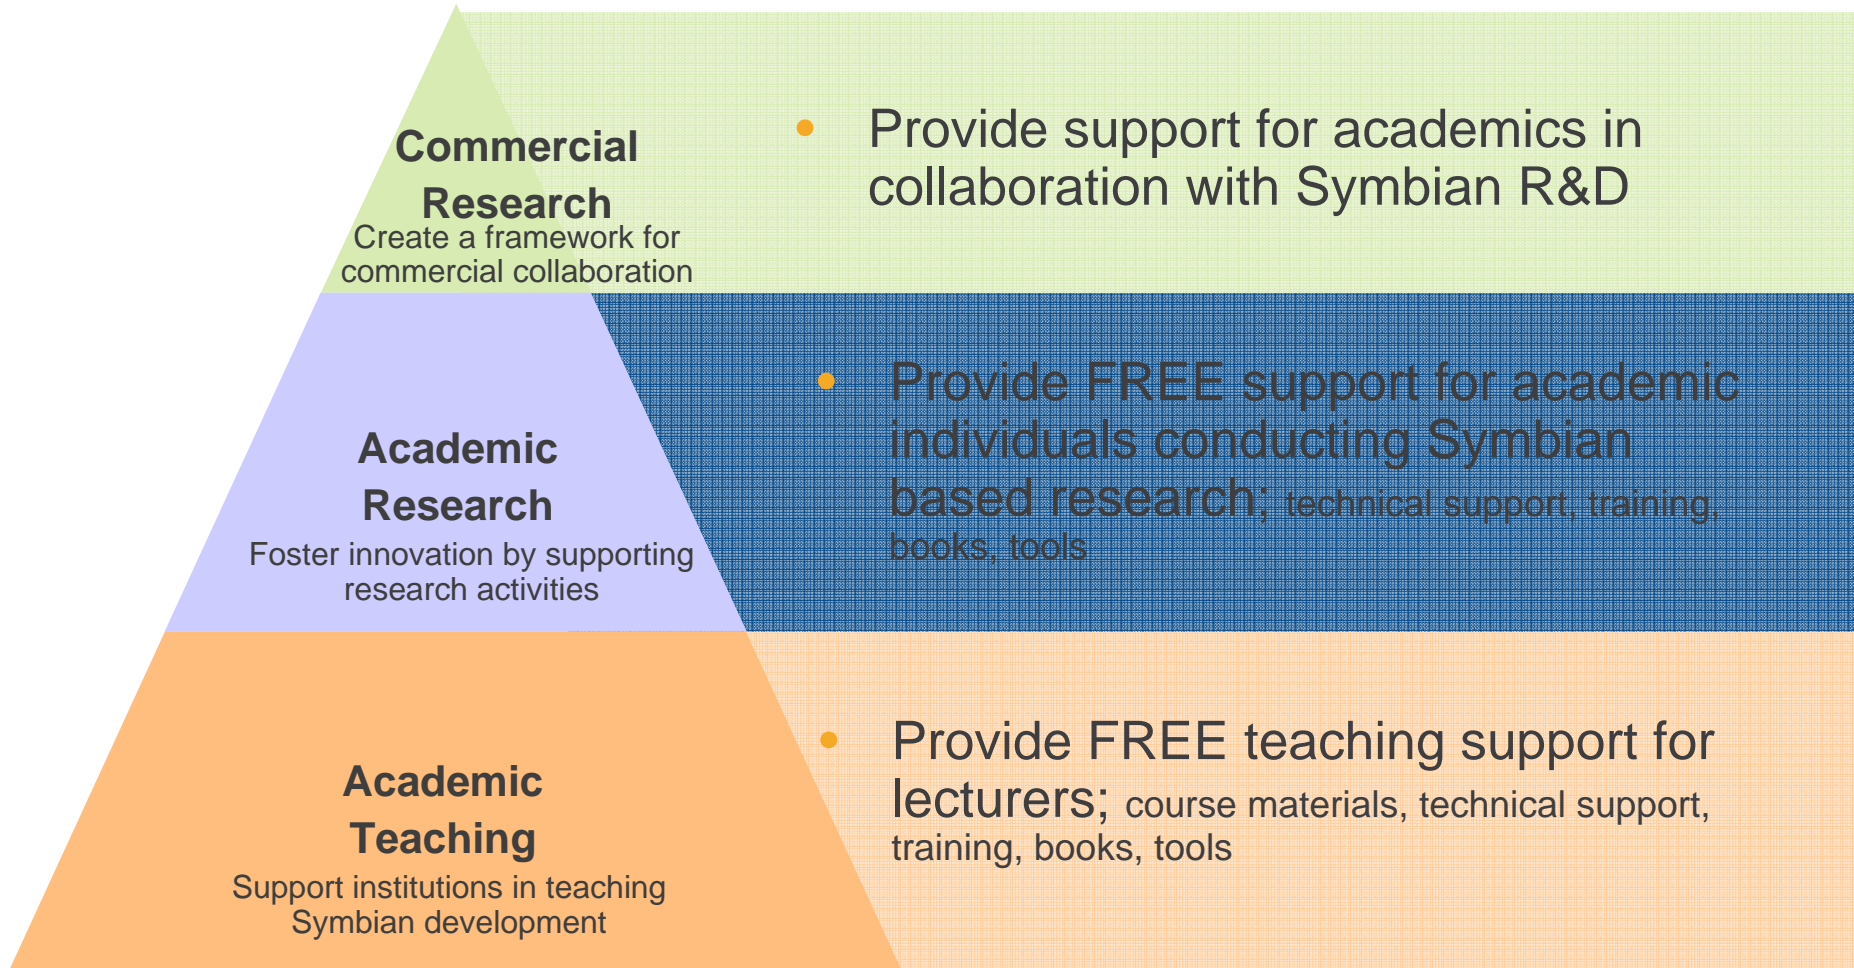 Commercial
Research
Create a framework for
commercial collaboration
• Provide support for academics in
collaboration with Symbian R&D
Academic
Research
Foster innovation by supporting
research activities
• Provide FREE support for academic
individuals conducting Symbian
based research; technical support, training,
books, tools
Academic
Teaching
Support institutions in teaching
Symbian development
• Provide FREE teaching support for
lecturers; course materials, technical support,
training, books, tools